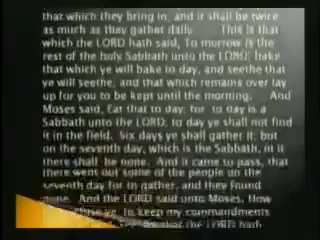 that which they bring in, and it shall be twice
as much as they gather daily. This is that
which the LORD hath said, To morrow is the
rest of the holy Sabbath unto the LORD: bake
that which ye will bake to day, and seethe that
ye will seethe; and that which remains over lay
up for you to be kept until the morning. And
Moses said, Eat that to day; for to day is a
Sabbath unto the LORD: to day ye shall not find
it in the field. Six days ye shall gather it; but
on the seventh day, which is the Sabbath, in it
there shall be none. And it came to pass, that
there went out some of the people on the
seventh day for to gather, and they found
none. And the LORD said unto Moses, How
refuse ye to keep my commandments
the LORD hath